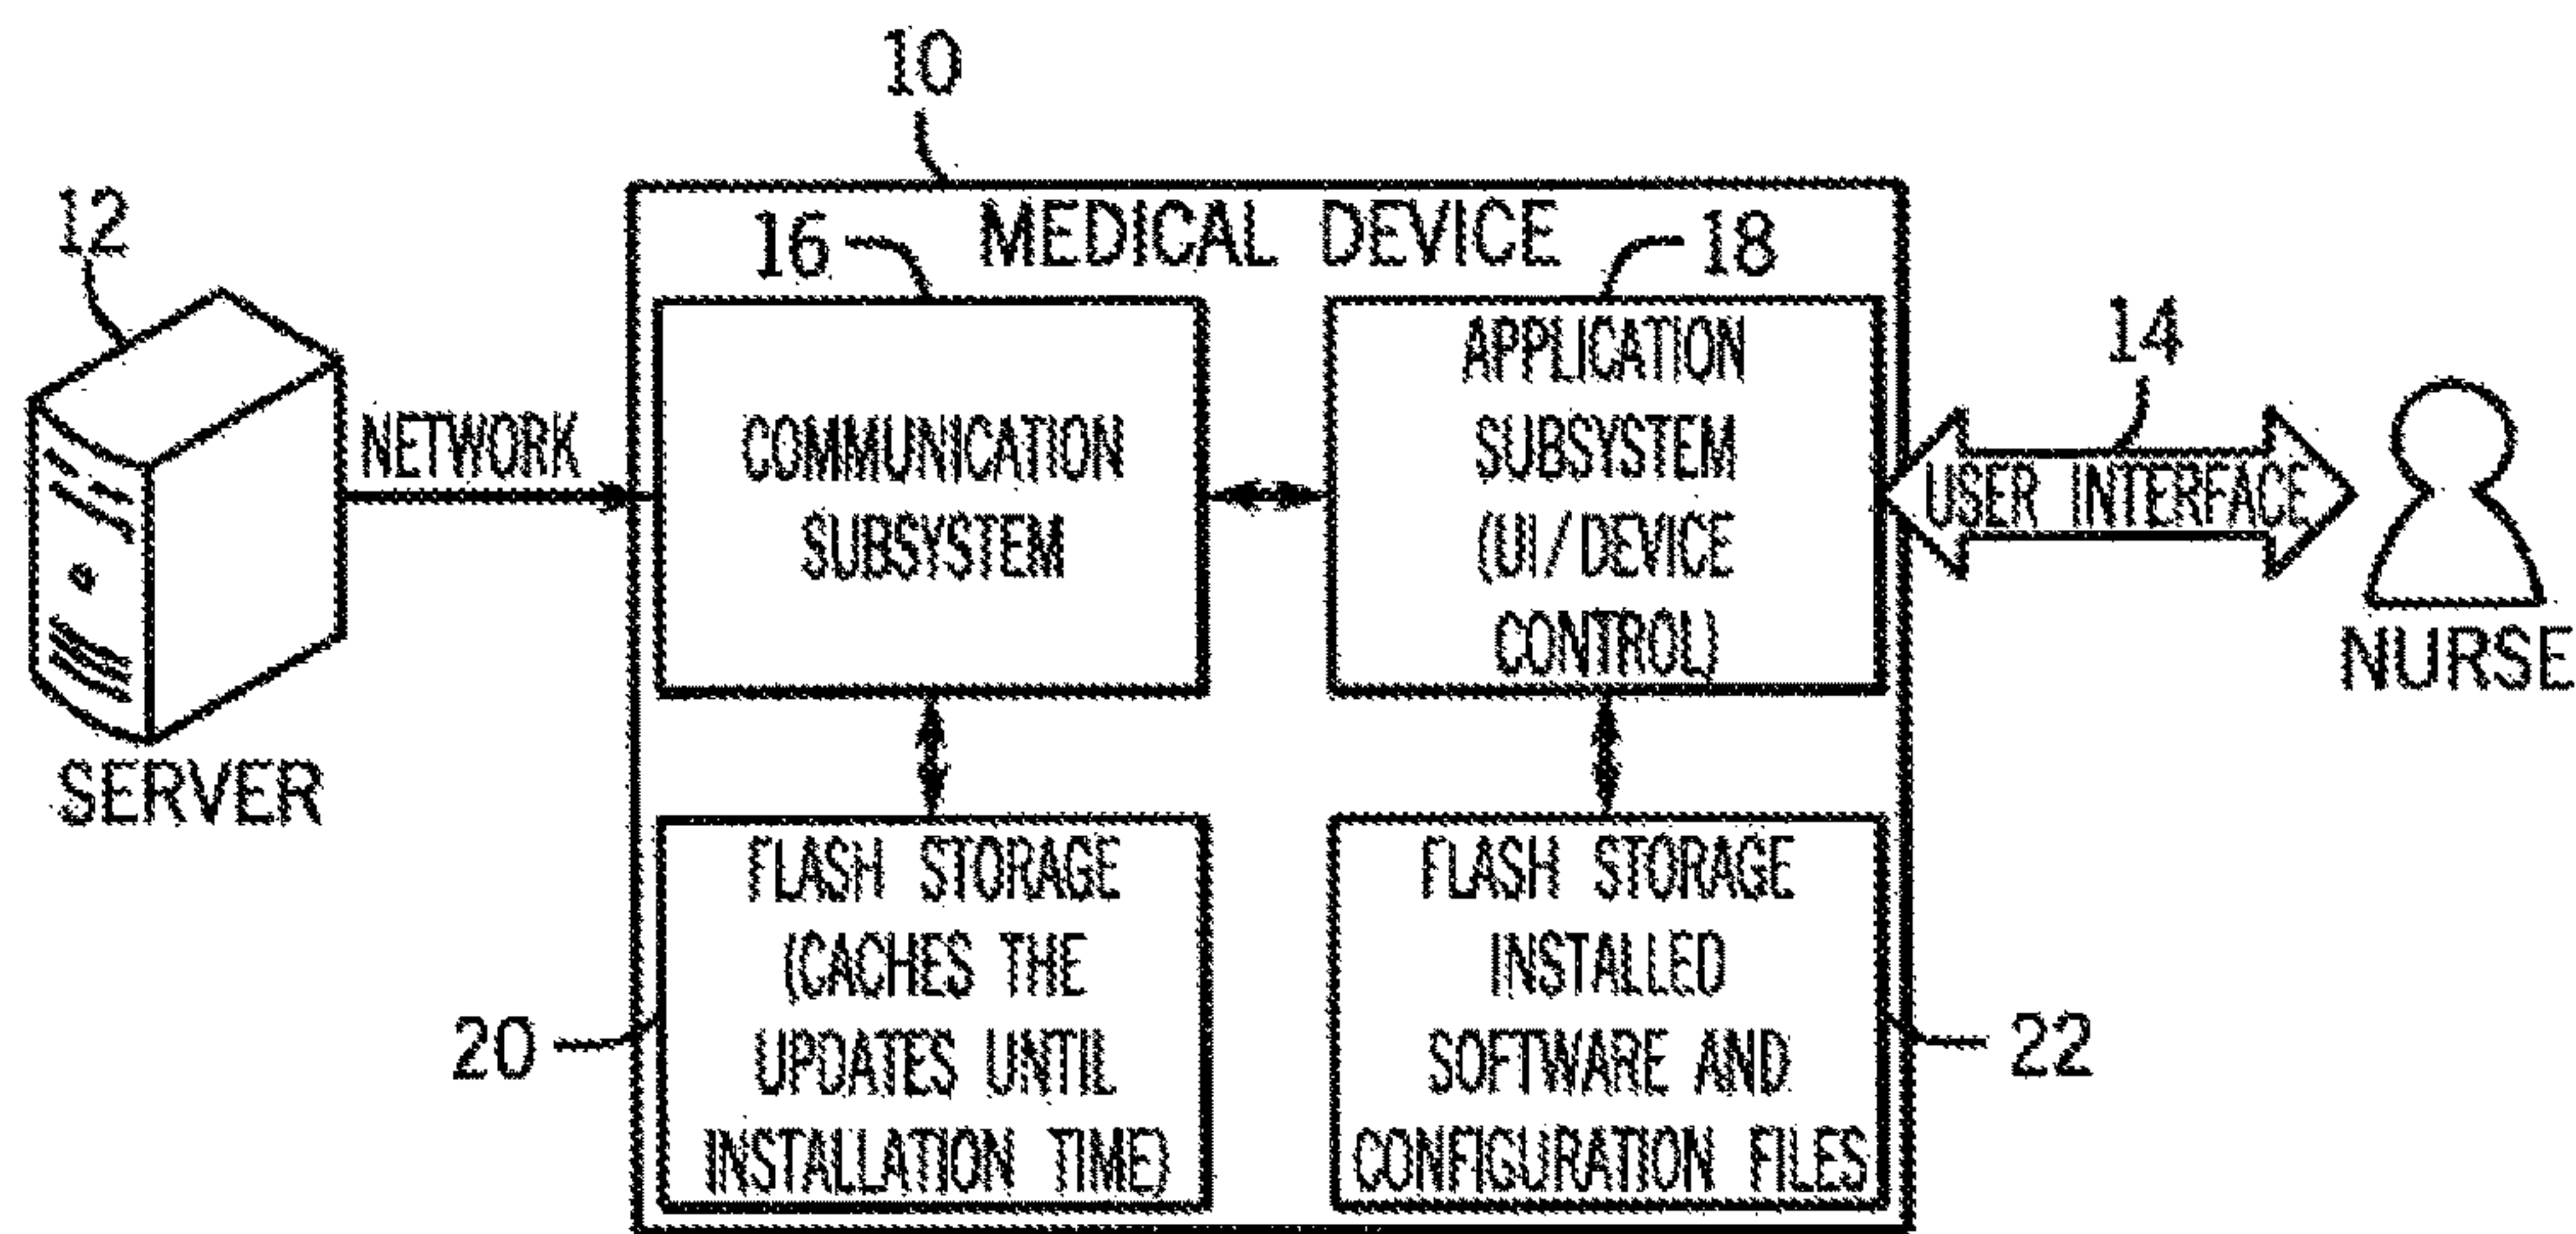 10
12
MEDICAL DEVICE
16
18
14
NETWORK
COMMUNICATION
SUBSYSTEM
APPLICATION
SUBSYSTEM
(UI/DEVICE
CONTROL)
USER INTERFACE
NURSE
SERVER
20
FLASH STORAGE
(CACHES THE
UPDATES UNTIL
INSTALLATION TIME)
FLASH STORAGE
INSTALLED
SOFTWARE AND
CONFIGURATION FILES
22